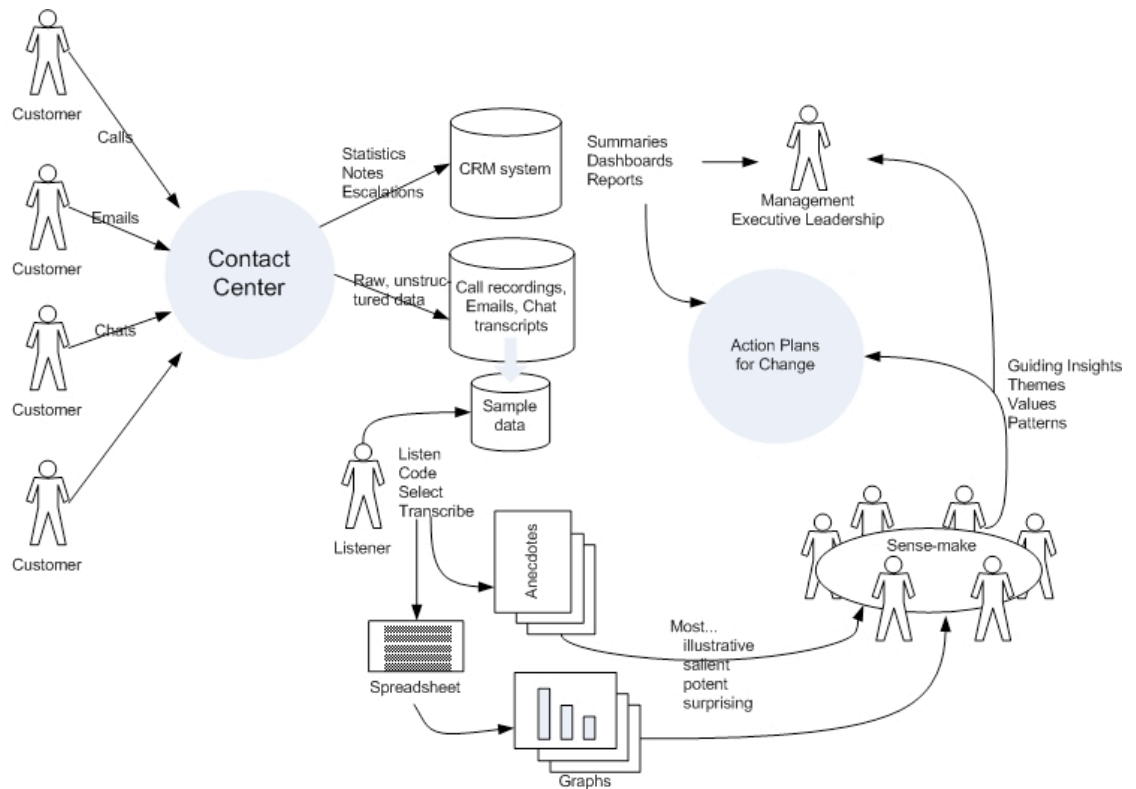 Customer
Calls
Customer
Emails
Customer
Chats
Customer
Contact
Center
Statistics
Notes
Escalations
CRM system
Raw, unstruc-
tured data
Call recordings,
Emails, Chat
transcripts
Sample
data
Listener
Listen
Code
Select
Transcribe
Anecdotes
Spreadsheet
Graphs
Most...
illustrative
salient
potent
surprising
Summaries
Dashboards
Reports
Management
Executive Leadership
Action Plans
for Change
Guiding Insights
Themes
Values
Patterns
Sense-make